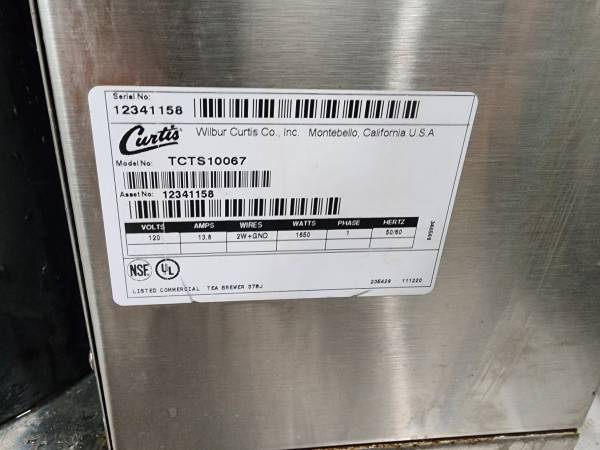 Serial No:
12341158
Curtis® Wilbur Curtis Co., Inc. Montebello, California U.S.A
Model No: TCTS10067
Asset No: 12341158
VOLTS AMPS WIRES WATTS PHASE HERTZ
120 13.8 2W+GND 1650 1 50/60
NSF UL
LISTED COMMERCIAL TEA BREWER 378J 235429 111220